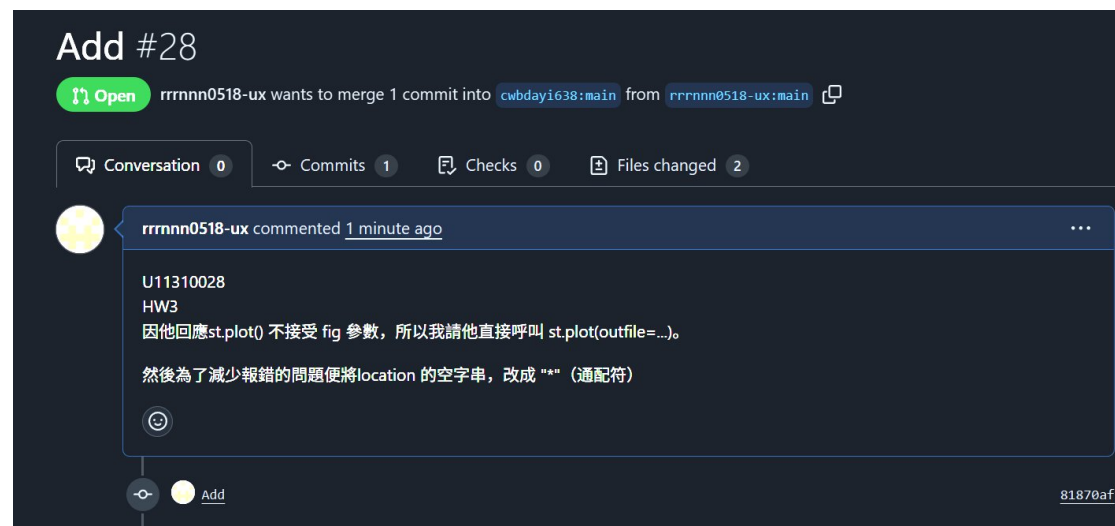 Add #28
Open rrrnnn0518-ux wants to merge 1 commit into cwbdayi638:main from rrrnnn0518-ux:main
Conversation 0 Commits 1 Checks 0 Files changed 2
rrrnnn0518-ux commented 1 minute ago
U11310028
HW3
因他回應st.plot() 不接受 fig 參數，所以我請他直接呼叫 st.plot(outfile=...)。
然後為了減少報錯的問題便將location 的空字串，改成 "*"（通配符）
Add 81870af